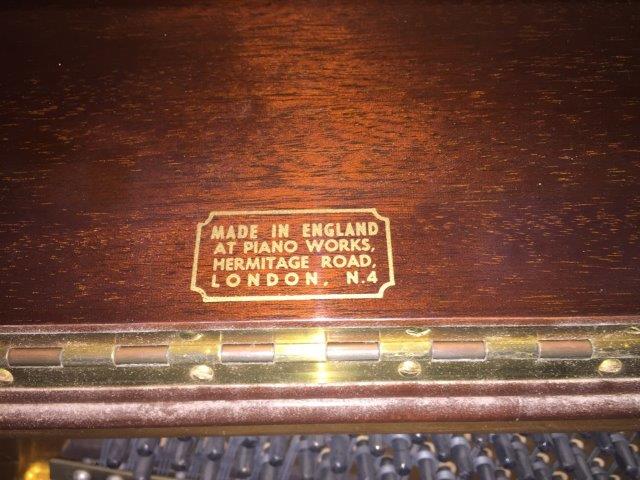 MADE IN ENGLAND
AT PIANO WORKS,
HERMITAGE ROAD,
LONDON, N.4